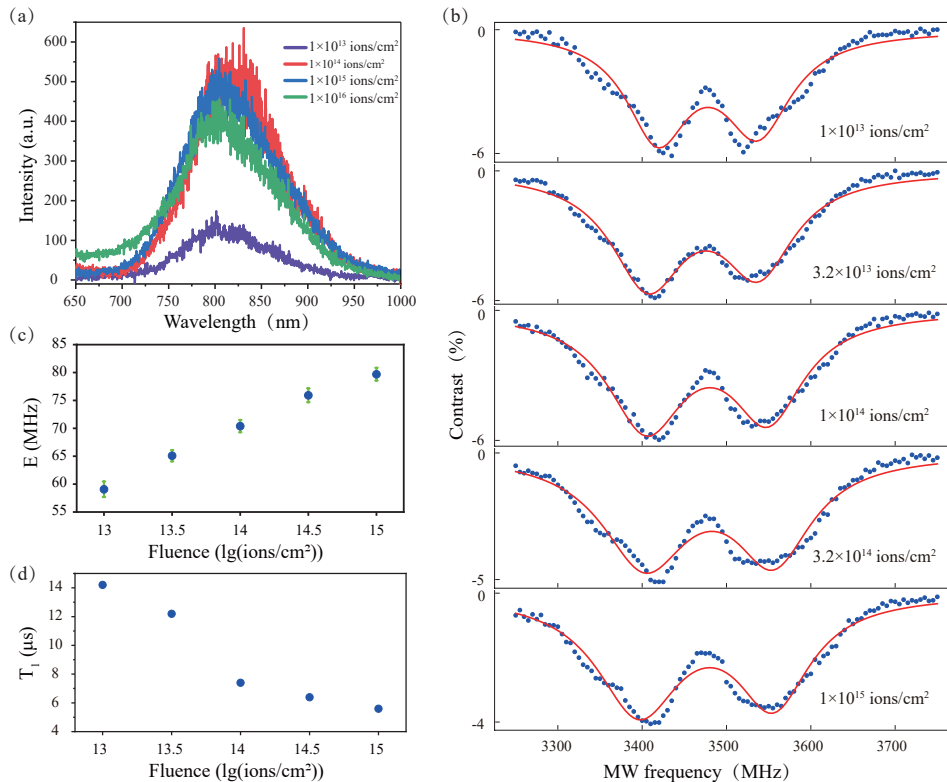 (a)
Intensity (a.u.)
600
500
400
300
200
100
0
650
700
750
800
850
900
950
1000
Wavelength (nm)
1×10¹³ ions/cm²
1×10¹⁴ ions/cm²
1×10¹⁵ ions/cm²
1×10¹⁶ ions/cm²
(c)
E (MHz)
85
80
75
70
65
60
55
13
13.5
14
14.5
15
Fluence (lg(ions/cm²))
(d)
T₁ (μs)
14
12
10
8
6
4
13
13.5
14
14.5
15
Fluence (lg(ions/cm²))
(b)
Contrast (%)
0
-6
1×10¹³ ions/cm²
0
-6
3.2×10¹³ ions/cm²
0
-6
1×10¹⁴ ions/cm²
0
-5
3.2×10¹⁴ ions/cm²
0
-4
1×10¹⁵ ions/cm²
3300
3400
3500
3600
3700
MW frequency (MHz)